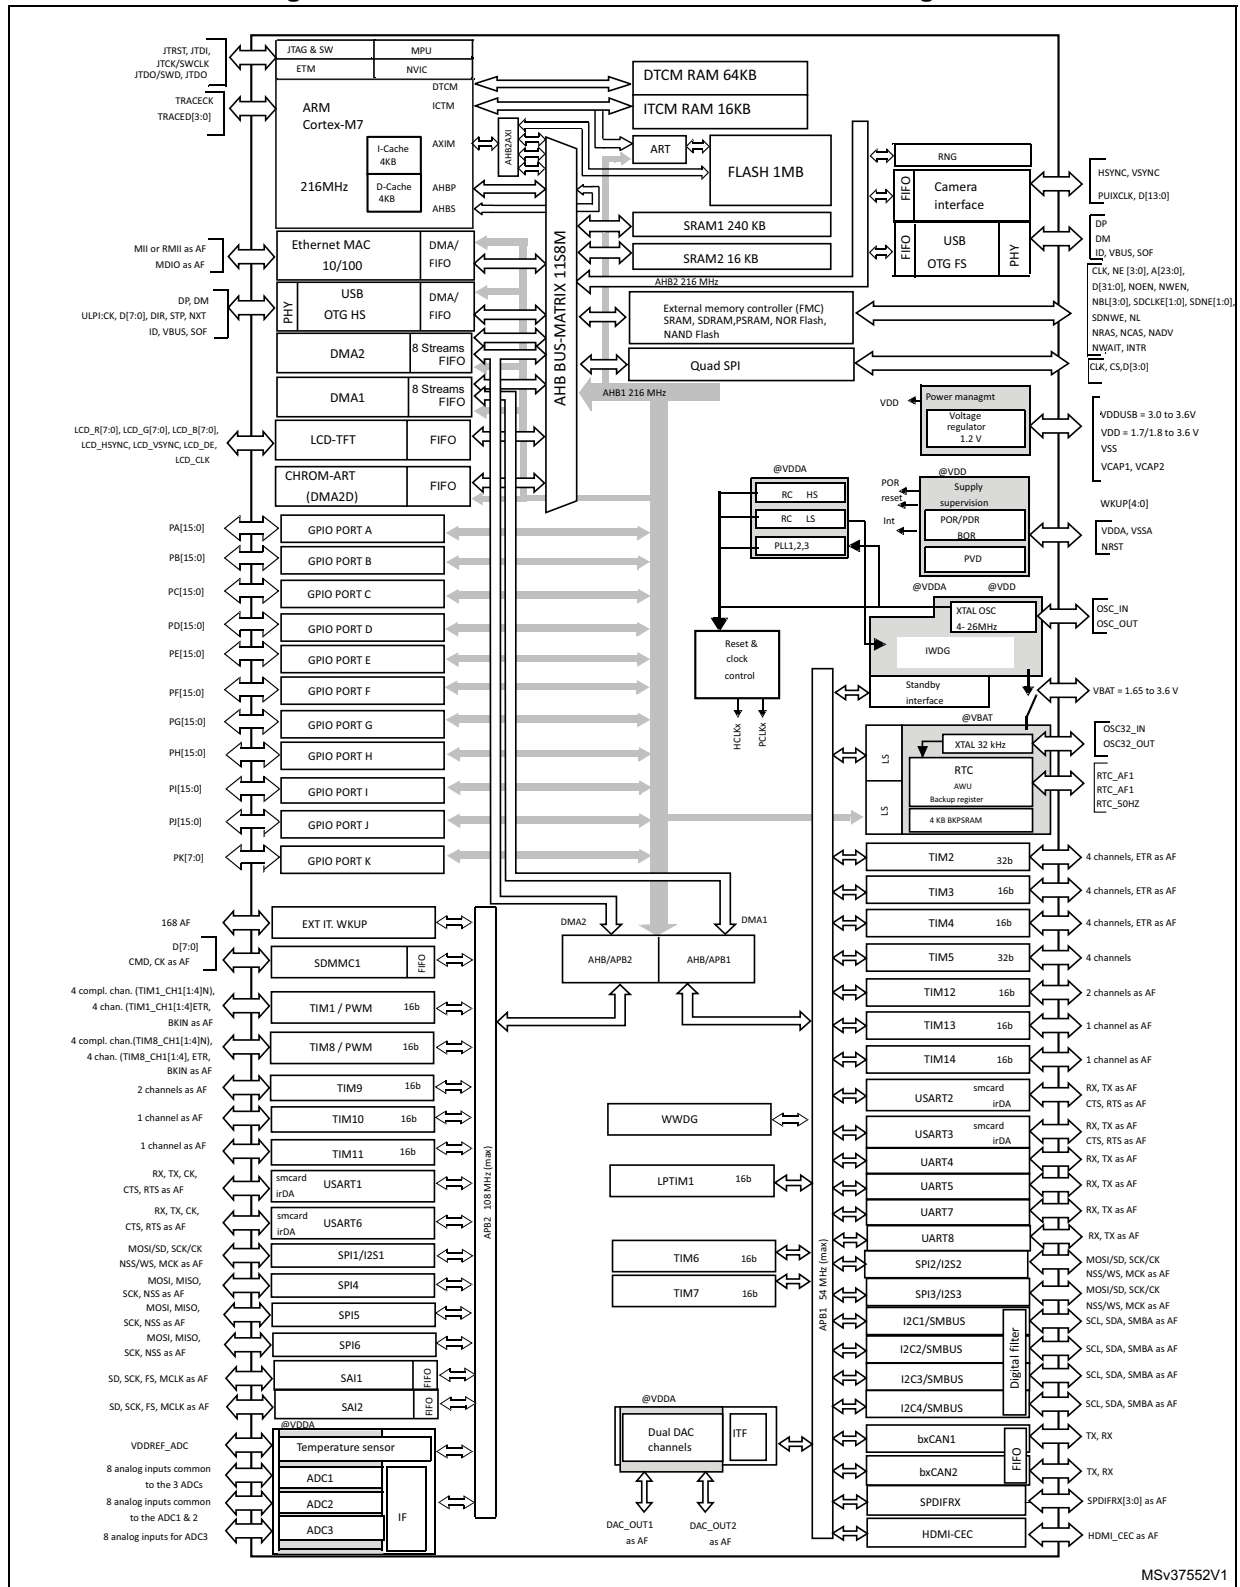 JTRST, JTDI,
JTCK/SWCLK
JTDO/SWD, JTDO
TRACECK
TRACED[3:0]
JTAG & SW
MPU
ETM
NVIC
DTCM
ICTM
ARM
Cortex-M7
AXIM
I-Cache
4KB
216MHz
D-Cache
4KB
AHBP
AHBS
AHB2AXI
DTCM RAM 64KB
ITCM RAM 16KB
ART
FLASH 1MB
SRAM1 240 KB
SRAM2 16 KB
AHB2 216 MHz
External memory controller (FMC)
SRAM, SDRAM,PSRAM, NOR Flash,
NAND Flash
Quad SPI
AHB1 216 MHz
AHB BUS-MATRIX 11S8M
RNG
FIFO
Camera
interface
FIFO
USB
OTG FS
PHY
HSYNC, VSYNC
PUIXCLK, D[13:0]
DP
DM
ID, VBUS, SOF
CLK, NE [3:0], A[23:0],
D[31:0], NOEN, NWEN,
NBL[3:0], SDCLKE[1:0], SDNE[1:0],
SDNWE, NL
NRAS, NCAS, NADV
NWAIT, INTR
CLK, CS,D[3:0]
MII or RMII as AF
MDIO as AF
Ethernet MAC
10/100
DMA/
FIFO
DP, DM
ULPI:CK, D[7:0], DIR, STP, NXT
ID, VBUS, SOF
PHY
USB
OTG HS
DMA/
FIFO
DMA2
8 Streams
FIFO
DMA1
8 Streams
FIFO
LCD_R[7:0], LCD_G[7:0], LCD_B[7:0],
LCD_HSYNC, LCD_VSYNC, LCD_DE,
LCD_CLK
LCD-TFT
FIFO
CHROM-ART
(DMA2D)
FIFO
VDD
Power managmt
Voltage
regulator
1.2 V
VDDUSB = 3.0 to 3.6V
VDD = 1.7/1.8 to 3.6 V
VSS
VCAP1, VCAP2
@VDDA
RC HS
RC LS
PLL1,2,3
@VDD
POR
reset
Int
Supply
supervision
POR/PDR
BOR
PVD
WKUP[4:0]
VDDA, VSSA
NRST
@VDDA
@VDD
XTAL OSC
4- 26MHz
IWDG
OSC_IN
OSC_OUT
Reset &
clock
control
HCLKx
PCLKx
Standby
interface
VBAT = 1.65 to 3.6 V
@VBAT
LS
LS
XTAL 32 kHz
RTC
AWU
Backup register
4 KB BKPSRAM
OSC32_IN
OSC32_OUT
RTC_AF1
RTC_AF1
RTC_50HZ
PA[15:0]
GPIO PORT A
PB[15:0]
GPIO PORT B
PC[15:0]
GPIO PORT C
PD[15:0]
GPIO PORT D
PE[15:0]
GPIO PORT E
PF[15:0]
GPIO PORT F
PG[15:0]
GPIO PORT G
PH[15:0]
GPIO PORT H
PI[15:0]
GPIO PORT I
PJ[15:0]
GPIO PORT J
PK[7:0]
GPIO PORT K
DMA2
DMA1
AHB/APB2
AHB/APB1
168 AF
EXT IT. WKUP
D[7:0]
CMD, CK as AF
SDMMC1
FIFO
4 compl. chan. (TIM1_CH1[1:4]N),
4 chan. (TIM1_CH1[1:4]ETR,
BKIN as AF
TIM1 / PWM 16b
4 compl. chan.(TIM8_CH1[1:4]N),
4 chan. (TIM8_CH1[1:4], ETR,
BKIN as AF
TIM8 / PWM 16b
2 channels as AF
TIM9 16b
1 channel as AF
TIM10 16b
1 channel as AF
TIM11 16b
RX, TX, CK,
CTS, RTS as AF
smcard
irDA
USART1
RX, TX, CK,
CTS, RTS as AF
smcard
irDA
USART6
MOSI/SD, SCK/CK
NSS/WS, MCK as AF
SPI1/I2S1
MOSI, MISO,
SCK, NSS as AF
SPI4
MOSI, MISO,
SCK, NSS as AF
SPI5
MOSI, MISO,
SCK, NSS as AF
SPI6
SD, SCK, FS, MCLK as AF
SAI1
FIFO
SD, SCK, FS, MCLK as AF
SAI2
FIFO
@VDDA
VDDREF_ADC
Temperature sensor
8 analog inputs common
to the 3 ADCs
ADC1
8 analog inputs common
to the ADC1 & 2
ADC2
8 analog inputs for ADC3
ADC3
IF
APB2 108 MHz (max)
WWDG
LPTIM1 16b
TIM6 16b
TIM7 16b
@VDDA
Dual DAC
channels
ITF
DAC_OUT1
as AF
DAC_OUT2
as AF
APB1 54 MHz (max)
TIM2 32b
4 channels, ETR as AF
TIM3 16b
4 channels, ETR as AF
TIM4 16b
4 channels, ETR as AF
TIM5 32b
4 channels
TIM12 16b
2 channels as AF
TIM13 16b
1 channel as AF
TIM14 16b
1 channel as AF
USART2
smcard
irDA
RX, TX as AF
CTS, RTS as AF
USART3
smcard
irDA
RX, TX as AF
CTS, RTS as AF
UART4
RX, TX as AF
UART5
RX, TX as AF
UART7
RX, TX as AF
UART8
RX, TX as AF
SPI2/I2S2
MOSI/SD, SCK/CK
NSS/WS, MCK as AF
SPI3/I2S3
MOSI/SD, SCK/CK
NSS/WS, MCK as AF
I2C1/SMBUS
SCL, SDA, SMBA as AF
I2C2/SMBUS
SCL, SDA, SMBA as AF
I2C3/SMBUS
SCL, SDA, SMBA as AF
I2C4/SMBUS
SCL, SDA, SMBA as AF
Digital filter
bxCAN1
TX, RX
bxCAN2
TX, RX
FIFO
SPDIFRX
SPDIFRX[3:0] as AF
HDMI-CEC
HDMI_CEC as AF
MSv37552V1